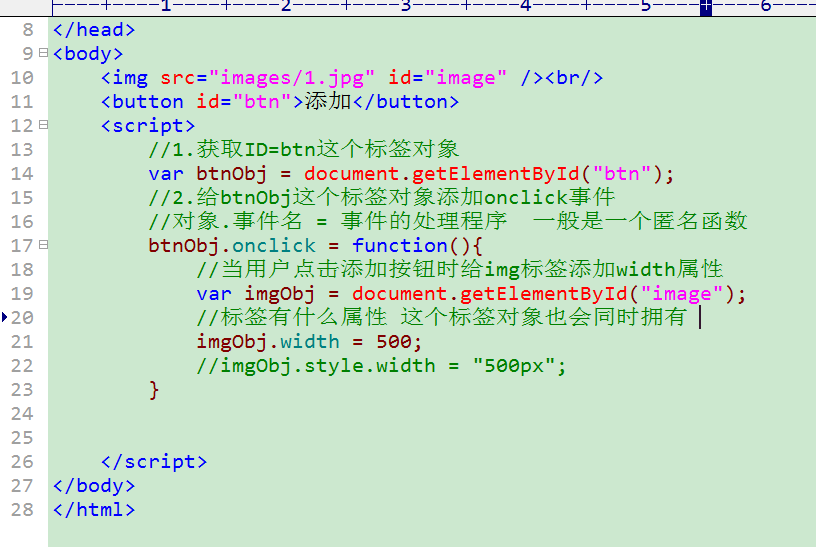 ----+----1----+----2----+----3----+----4----+----5----+----6----
8 </head>
9 <body>
10 <img src="images/1.jpg" id="image" /><br/>
11 <button id="btn">添加</button>
12 <script>
13 //1.获取ID=btn这个标签对象
14 var btnObj = document.getElementById("btn");
15 //2.给btnObj这个标签对象添加onclick事件
16 //对象.事件名 = 事件的处理程序  一般是一个匿名函数
17 btnObj.onclick = function(){
18 //当用户点击添加按钮时给img标签添加width属性
19 var imgObj = document.getElementById("image");
20 //标签有什么属性 这个标签对象也会同时拥有
21 imgObj.width = 500;
22 //imgObj.style.width = "500px";
23 }
24
25
26 </script>
27 </body>
28 </html>